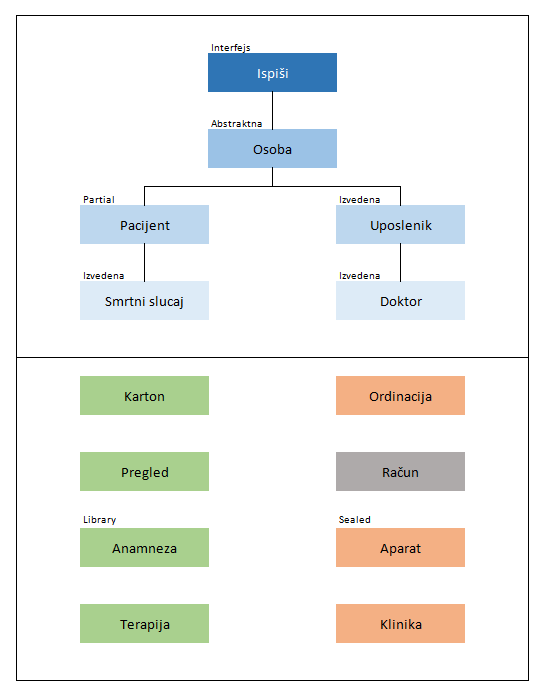 Interfejs
Ispiši
Abstraktna
Osoba
Partial
Izvedena
Pacijent
Uposlenik
Izvedena
Izvedena
Smrtni slucaj
Doktor
Karton
Ordinacija
Pregled
Račun
Library
Sealed
Anamneza
Aparat
Terapija
Klinika